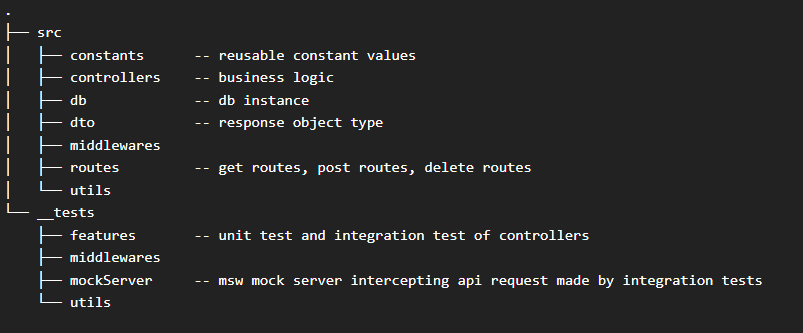 .
├── src
│   ├── constants      -- reusable constant values
│   ├── controllers    -- business logic
│   ├── db             -- db instance
│   ├── dto            -- response object type
│   ├── middlewares
│   ├── routes         -- get routes, post routes, delete routes
│   └── utils
└── __tests
    ├── features       -- unit test and integration test of controllers
    ├── middlewares
    ├── mockServer     -- msw mock server intercepting api request made by integration tests
    └── utils